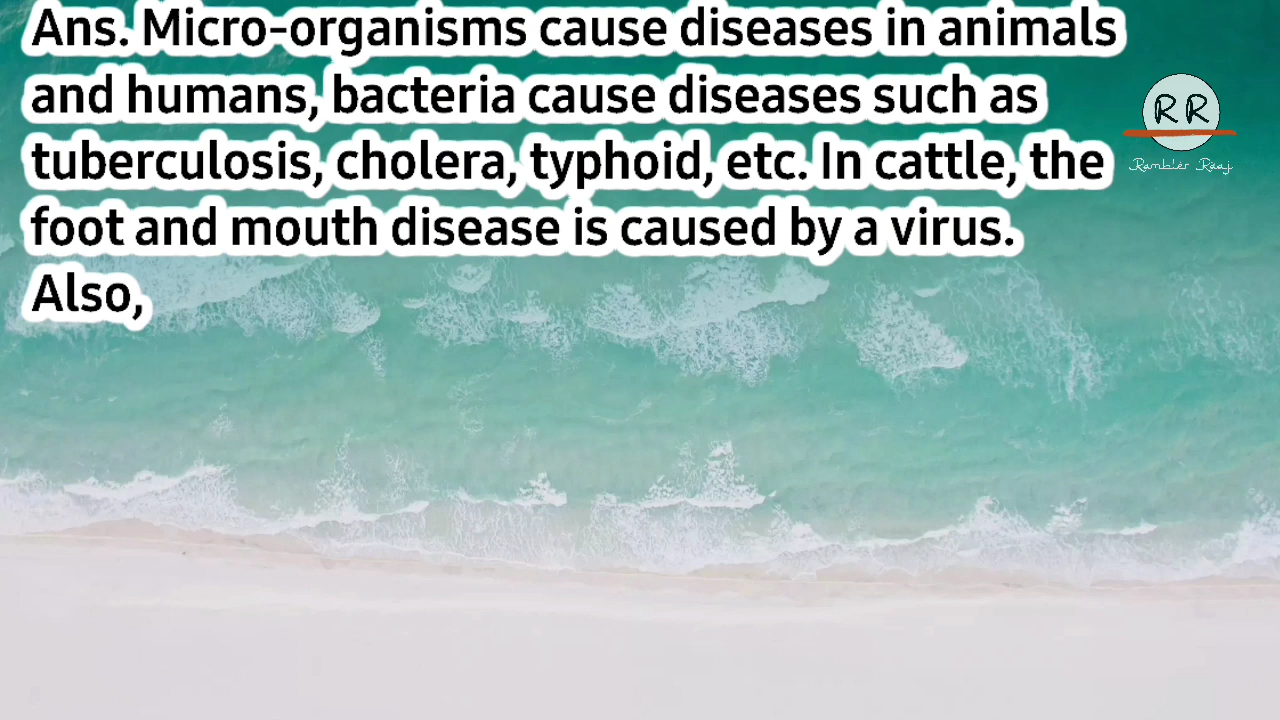 Ans. Micro-organisms cause diseases in animals
and humans, bacteria cause diseases such as
tuberculosis, cholera, typhoid, etc. In cattle, the
foot and mouth disease is caused by a virus.
Also,
RR
Rambler Raaj